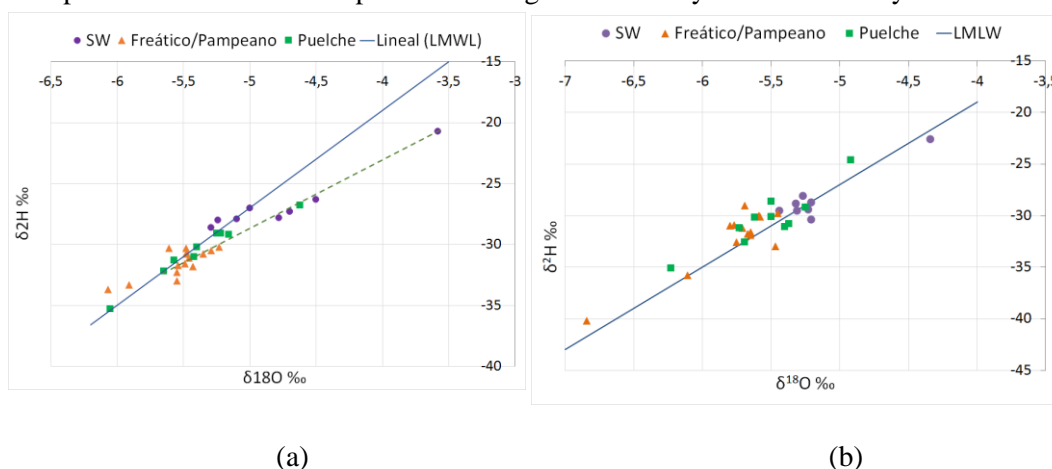 SW Freático/Pampeano Puelche Lineal (LMWL)
-15
-6,5 -6 -5,5 -5 -4,5 -4 -3,5 -3
-20
-25
δ2H ‰
-30
-35
-40
δ18O ‰
(a)
SW Freático/Pampeano Puelche LMLW
-15
-7 -6,5 -6 -5,5 -5 -4,5 -4 -3,5
-20
-25
δ²H ‰
-30
-35
-40
-45
δ¹⁸O ‰
(b)